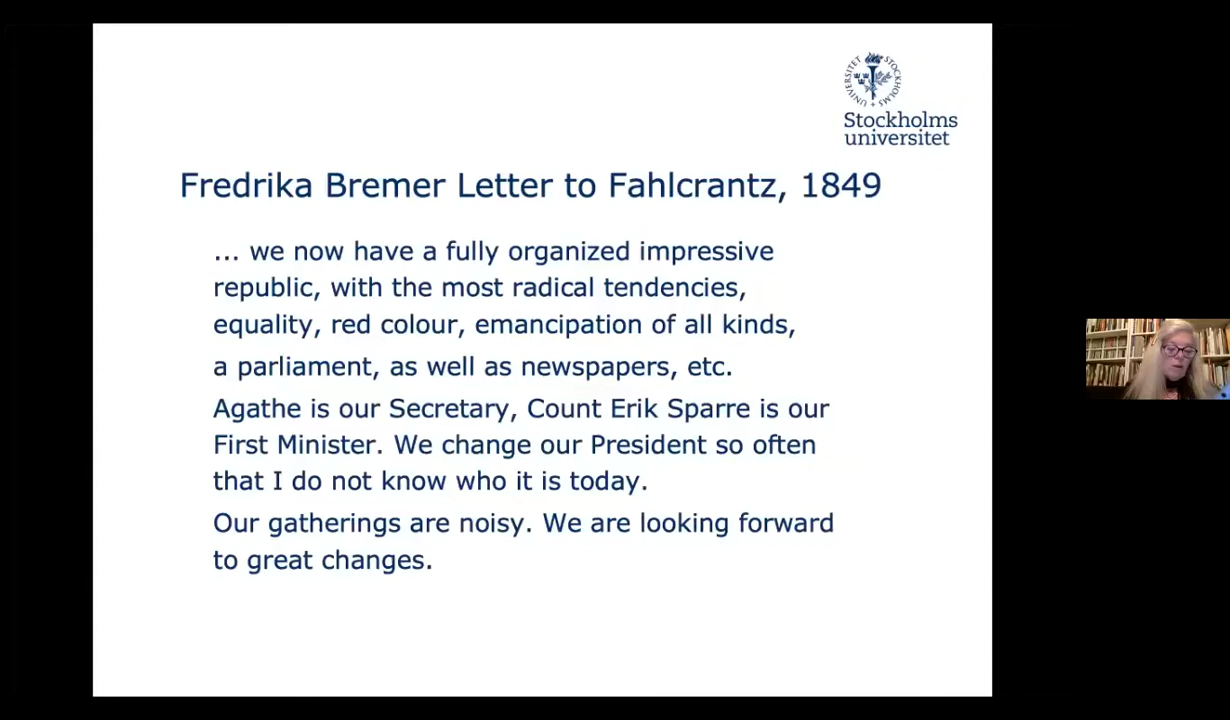 STOCKHOLMS UNIVERSITET
Stockholms
universitet
Fredrika Bremer Letter to Fahlcrantz, 1849
... we now have a fully organized impressive
republic, with the most radical tendencies,
equality, red colour, emancipation of all kinds,
a parliament, as well as newspapers, etc.
Agathe is our Secretary, Count Erik Sparre is our
First Minister. We change our President so often
that I do not know who it is today.
Our gatherings are noisy. We are looking forward
to great changes.